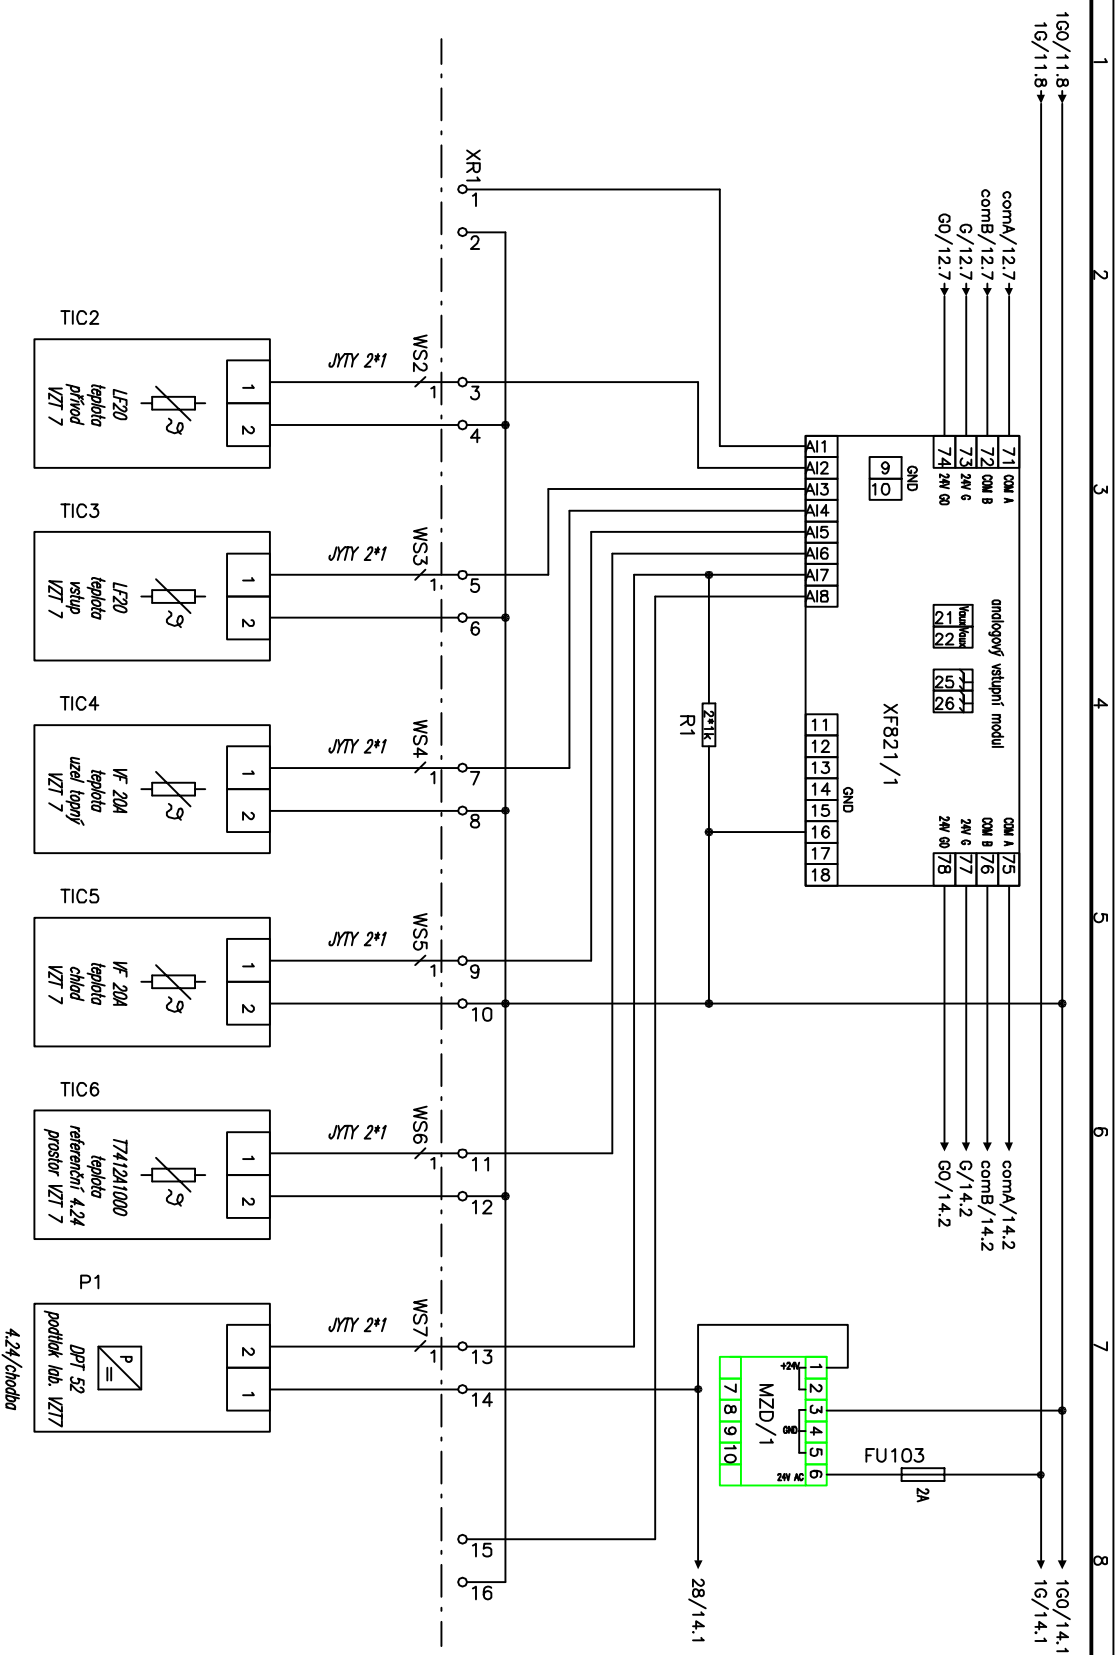 1
2
3
4
5
6
7
8
1G0/11.8
1G/11.8
1G0/14.1
1G/14.1
comA/12.7
comB/12.7
G/12.7
G0/12.7
71 COM A
72 COM B
73 24V G
74 24V G0
analogový vstupní modul
XF821/1
GND
9
10
21 Vaux
22 Vaux
25
26
COM A 75
COM B 76
24V G 77
24V G0 78
comA/14.2
comB/14.2
G/14.2
G0/14.2
AI1
AI2
AI3
AI4
AI5
AI6
AI7
AI8
11
12
13
14
15
16
17
18
GND
2*1k
R1
FU103
2A
1
2
3
4
5
6
+24V
GND
24V AC
MZD/1
7
8
9
10
28/14.1
XR1
1
2
3
4
5
6
7
8
9
10
11
12
13
14
15
16
WS2
1
JYTY 2*1
WS3
1
JYTY 2*1
WS4
1
JYTY 2*1
WS5
1
JYTY 2*1
WS6
1
JYTY 2*1
WS7
1
JYTY 2*1
TIC2
1
2
LF20
teplota
přívod
VZT 7
TIC3
1
2
LF20
teplota
vstup
VZT 7
TIC4
1
2
VF 20A
teplota
uzel topný
VZT 7
TIC5
1
2
VF 20A
teplota
chlad
VZT 7
TIC6
1
2
T7412A1000
teplota
referenční 4.24
prostor VZT 7
P1
2
1
P
=
DPT 52
podtlak lab. VZT7
4.24/chodba